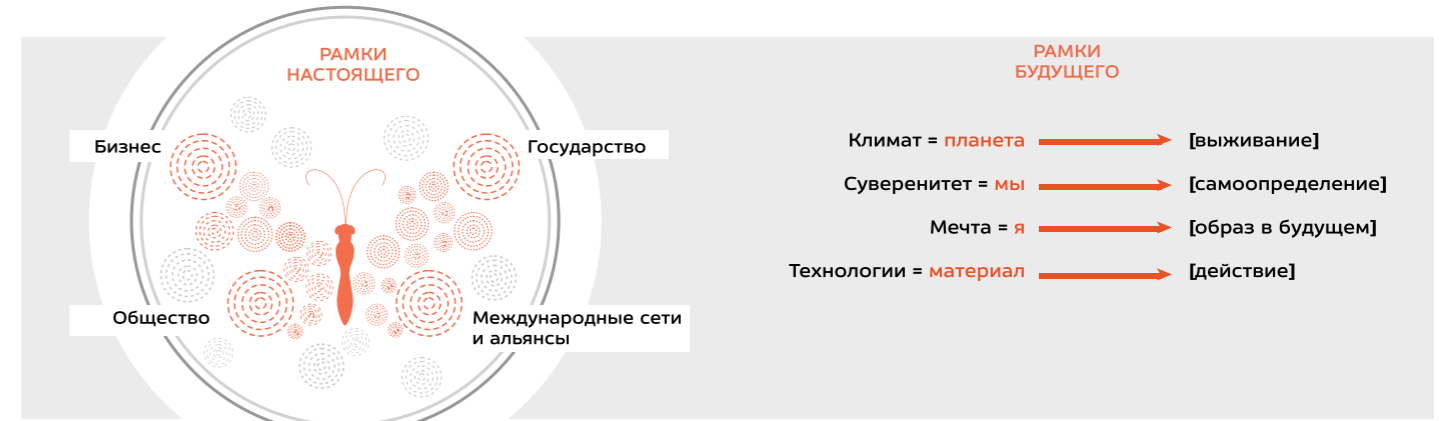 РАМКИ
НАСТОЯЩЕГО
Бизнес
Государство
Общество
Международные сети
и альянсы
РАМКИ
БУДУЩЕГО
Климат = планета [выживание]
Суверенитет = мы [самоопределение]
Мечта = я [образ в будущем]
Технологии = материал [действие]